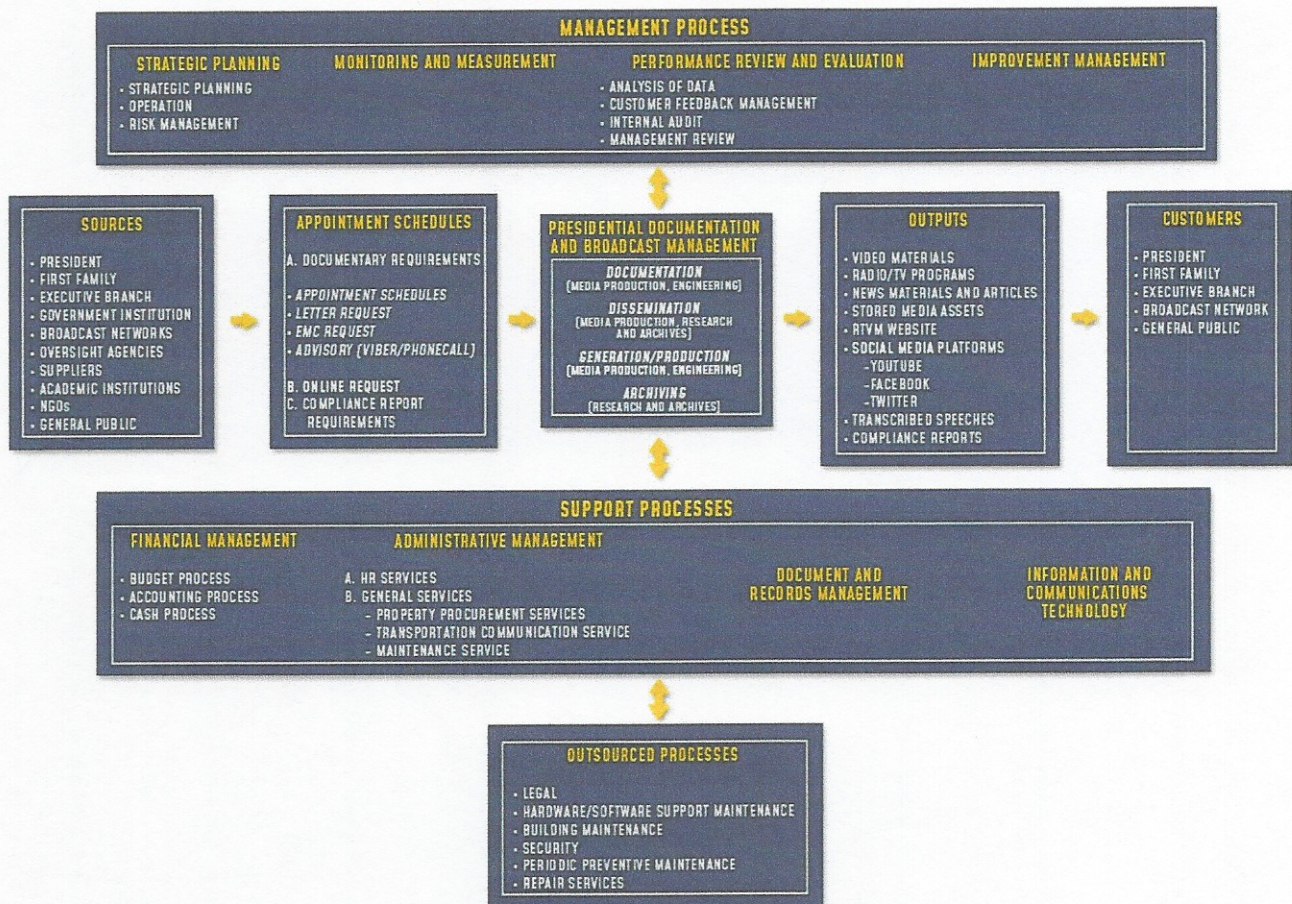 MANAGEMENT PROCESS
STRATEGIC PLANNING
• STRATEGIC PLANNING
• OPERATION
• RISK MANAGEMENT
MONITORING AND MEASUREMENT
PERFORMANCE REVIEW AND EVALUATION
• ANALYSIS OF DATA
• CUSTOMER FEEDBACK MANAGEMENT
• INTERNAL AUDIT
• MANAGEMENT REVIEW
IMPROVEMENT MANAGEMENT
SOURCES
• PRESIDENT
• FIRST FAMILY
• EXECUTIVE BRANCH
• GOVERNMENT INSTITUTION
• BROADCAST NETWORKS
• OVERSIGHT AGENCIES
• SUPPLIERS
• ACADEMIC INSTITUTIONS
• NGOs
• GENERAL PUBLIC
APPOINTMENT SCHEDULES
A. DOCUMENTARY REQUIREMENTS
• APPOINTMENT SCHEDULES
• LETTER REQUEST
• EMC REQUEST
• ADVISORY (VIBER/PHONECALL)
B. ONLINE REQUEST
C. COMPLIANCE REPORT
REQUIREMENTS
PRESIDENTIAL DOCUMENTATION
AND BROADCAST MANAGEMENT
DOCUMENTATION
(MEDIA PRODUCTION, ENGINEERING)
DISSEMINATION
(MEDIA PRODUCTION, RESEARCH
AND ARCHIVES)
GENERATION/PRODUCTION
(MEDIA PRODUCTION, ENGINEERING)
ARCHIVING
(RESEARCH AND ARCHIVES)
OUTPUTS
• VIDEO MATERIALS
• RADIO/TV PROGRAMS
• NEWS MATERIALS AND ARTICLES
• STORED MEDIA ASSETS
• RTVM WEBSITE
• SOCIAL MEDIA PLATFORMS
-YOUTUBE
-FACEBOOK
-TWITTER
• TRANSCRIBED SPEECHES
• COMPLIANCE REPORTS
CUSTOMERS
• PRESIDENT
• FIRST FAMILY
• EXECUTIVE BRANCH
• BROADCAST NETWORK
• GENERAL PUBLIC
SUPPORT PROCESSES
FINANCIAL MANAGEMENT
• BUDGET PROCESS
• ACCOUNTING PROCESS
• CASH PROCESS
ADMINISTRATIVE MANAGEMENT
A. HR SERVICES
B. GENERAL SERVICES
- PROPERTY PROCUREMENT SERVICES
- TRANSPORTATION COMMUNICATION SERVICE
- MAINTENANCE SERVICE
DOCUMENT AND
RECORDS MANAGEMENT
INFORMATION AND
COMMUNICATIONS
TECHNOLOGY
OUTSOURCED PROCESSES
• LEGAL
• HARDWARE/SOFTWARE SUPPORT MAINTENANCE
• BUILDING MAINTENANCE
• SECURITY
• PERIODIC PREVENTIVE MAINTENANCE
• REPAIR SERVICES